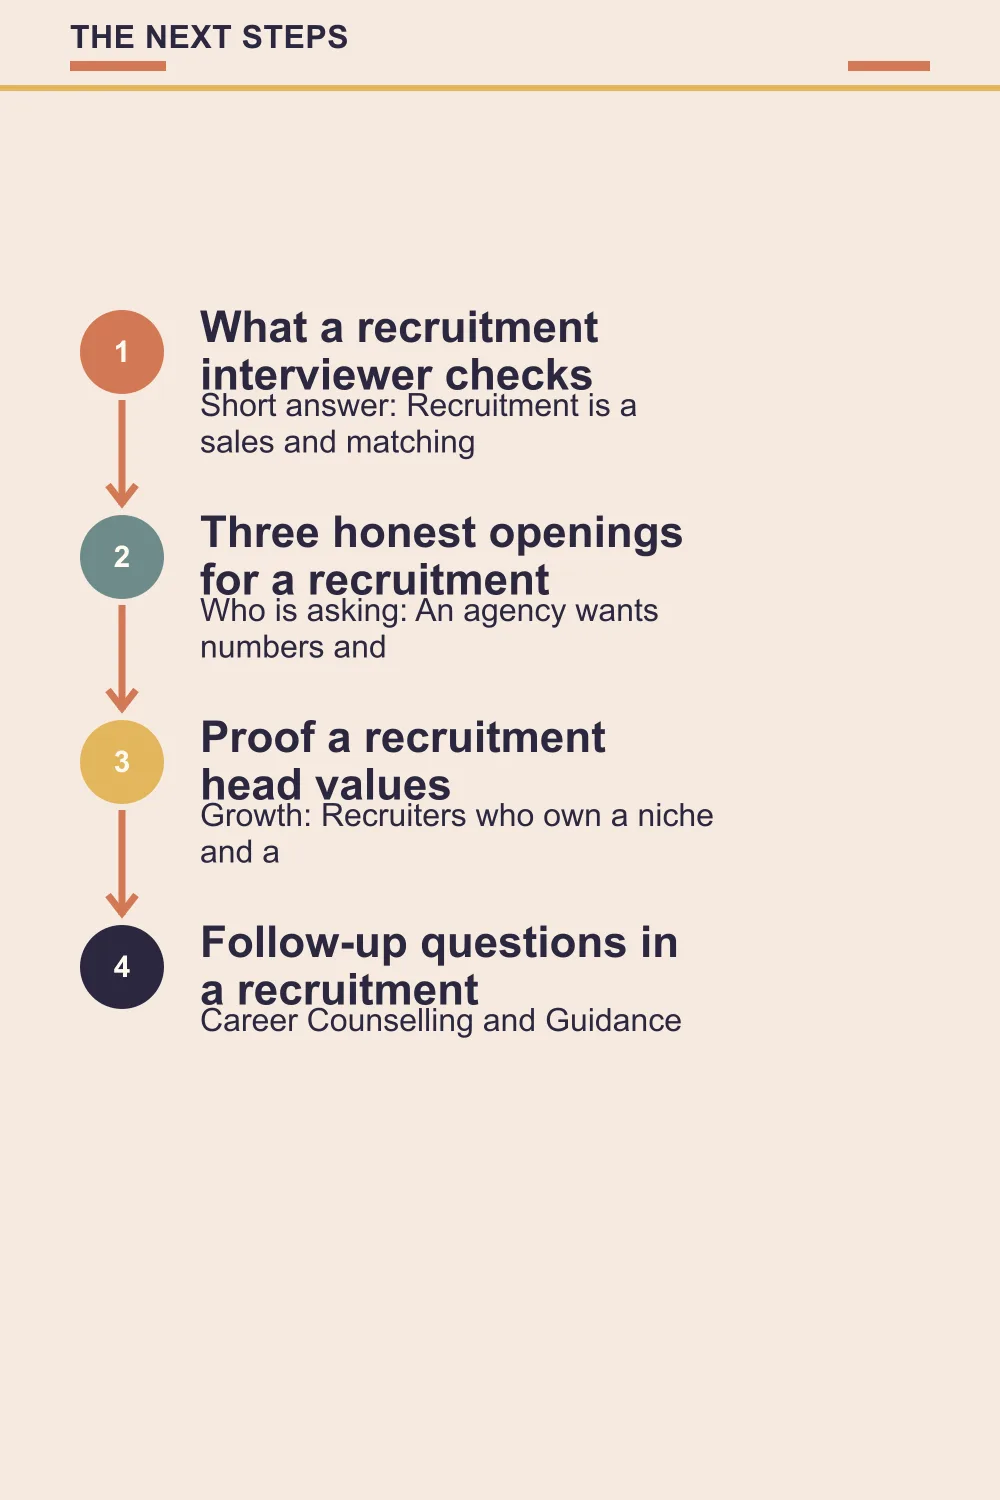 THE NEXT STEPS
1
What a recruitment
interviewer checks
Short answer: Recruitment is a
sales and matching
2
Three honest openings
for a recruitment
Who is asking: An agency wants
numbers and
3
Proof a recruitment
head values
Growth: Recruiters who own a niche
and a
4
Follow-up questions in
a recruitment
Career Counselling and Guidance